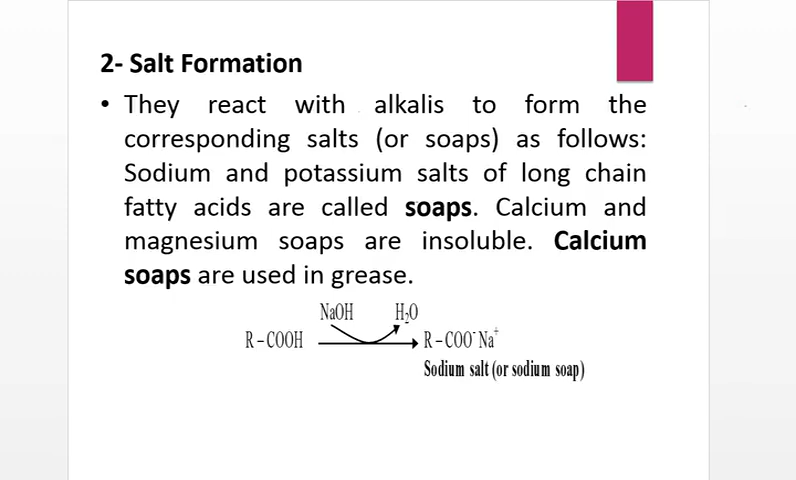 2- Salt Formation
• They react with alkalis to form the
corresponding salts (or soaps) as follows:
Sodium and potassium salts of long chain
fatty acids are called soaps. Calcium and
magnesium soaps are insoluble. Calcium
soaps are used in grease.
NaOH H₂O
R-COOH R-COO⁻Na⁺
Sodium salt (or sodium soap)